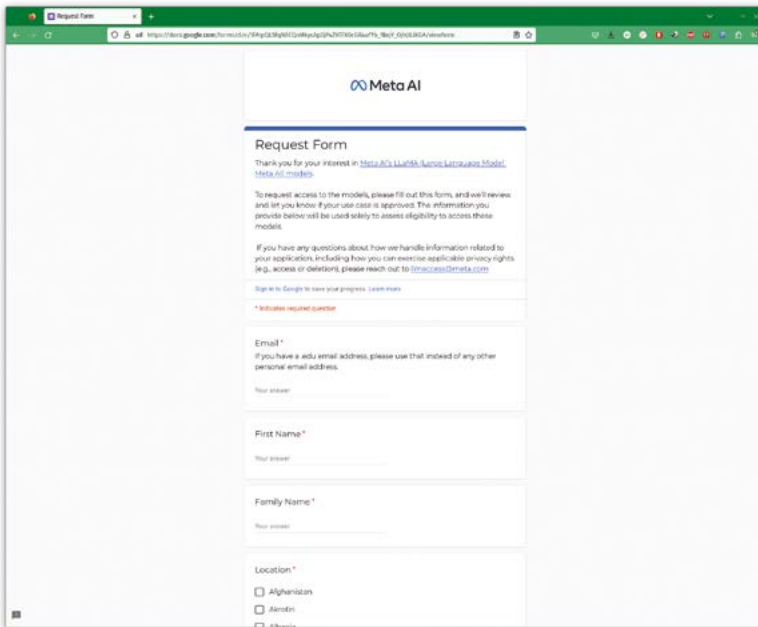 Request Form
Meta AI
Request Form
Thank you for your interest in Meta AI's LLaMA (Large Language Model
Meta AI) models.
To request access to the models, please fill out this form, and we'll review
and let you know if your use case is approved. The information you
provide below will be used solely to assess eligibility to access these
models.
If you have any questions about how we handle information related to
your application, including how you can exercise applicable privacy rights
(e.g., access or deletion), please reach out to
Sign in to Google to save your progress. Learn more
* Indicates required question
Email *
If you have a .edu email address, please use that instead of any other
personal email address.
Your answer
First Name *
Your answer
Family Name *
Your answer
Location *
Afghanistan
Akrotiri
Albania